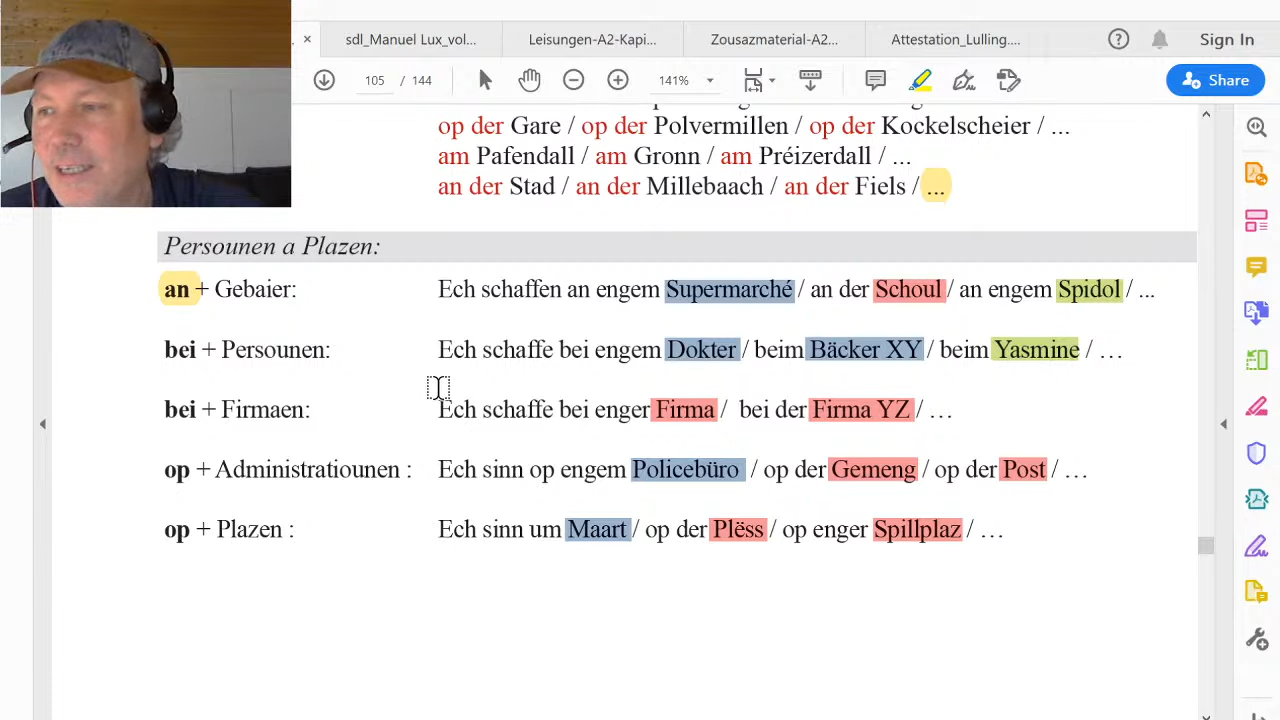 sdl_Manuel Lux_vol...
Leisungen-A2-Kapi...
Zousazmaterial-A2...
Attestation_Lulling....
Sign In
105 / 144
141%
Share
op der Gare / op der Polvermillen / op der Kockelscheier / ...
am Pafendall / am Gronn / am Préizerdall / ...
an der Stad / an der Millebaach / an der Fiels / ...
Persounen a Plazen:
an + Gebaier: Ech schaffen an engem Supermarché / an der Schoul / an engem Spidol / ...
bei + Persounen: Ech schaffe bei engem Dokter / beim Bäcker XY / beim Yasmine / …
bei + Firmaen: Ech schaffe bei enger Firma / bei der Firma YZ / …
op + Administratiounen : Ech sinn op engem Policebüro / op der Gemeng / op der Post / …
op + Plazen : Ech sinn um Maart / op der Plëss / op enger Spillplaz / …